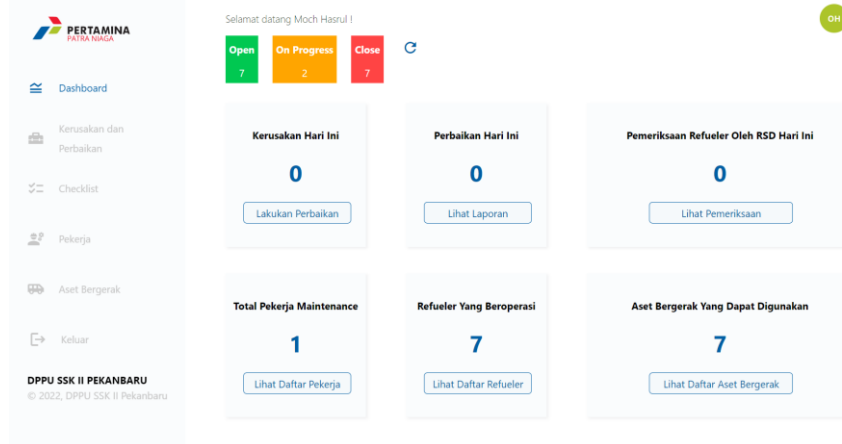 PERTAMINA
PATRA NIAGA
Dashboard
Kerusakan dan
Perbaikan
Checklist
Pekerja
Aset Bergerak
Keluar
DPPU SSK II PEKANBARU
© 2022, DPPU SSK II Pekanbaru
Selamat datang Moch Hasrul !
OH
Open On Progress Close
7 2 7
Kerusakan Hari Ini Perbaikan Hari Ini Pemeriksaan Refueler Oleh RSD Hari Ini
0 0 0
Lakukan Perbaikan Lihat Laporan Lihat Pemeriksaan
Total Pekerja Maintenance Refueler Yang Beroperasi Aset Bergerak Yang Dapat Digunakan
1 7 7
Lihat Daftar Pekerja Lihat Daftar Refueler Lihat Daftar Aset Bergerak